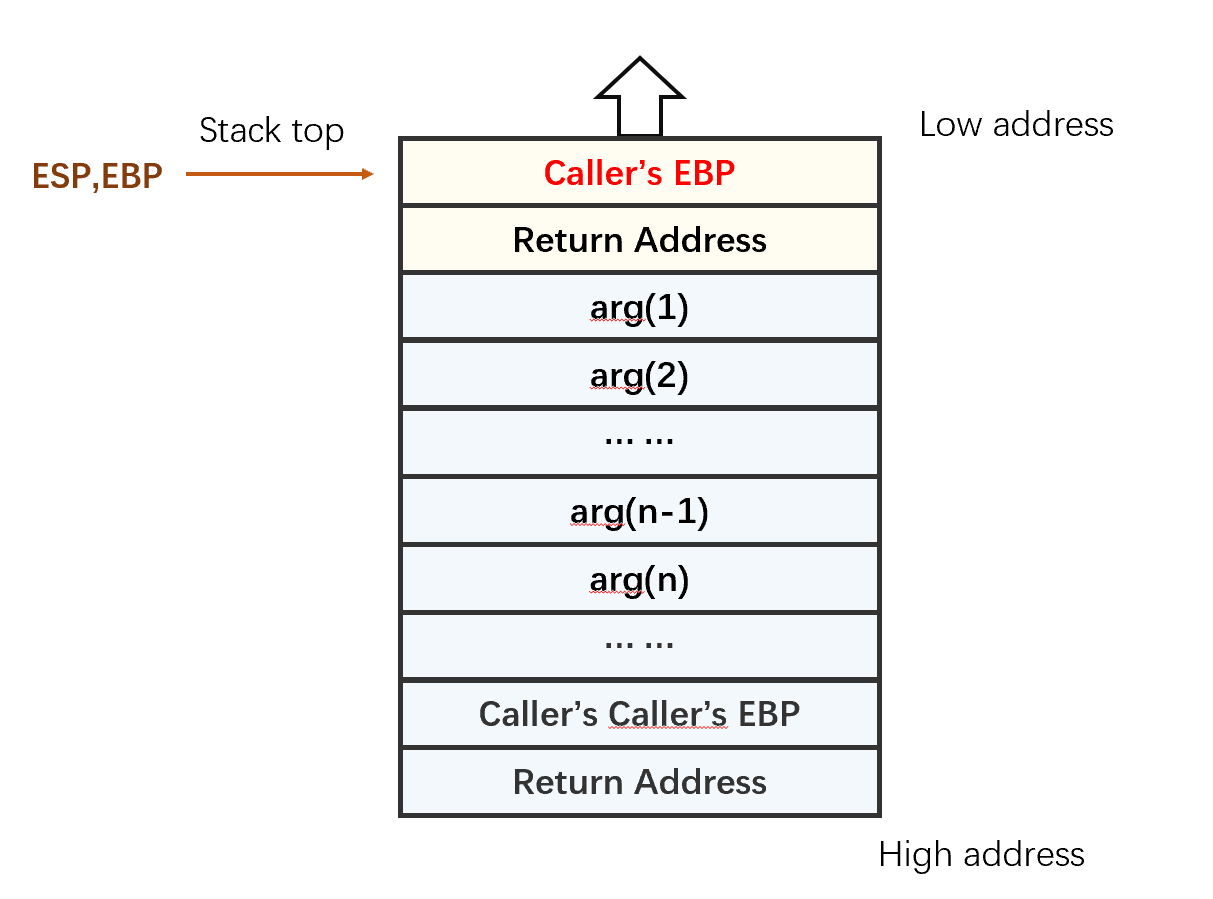 Stack top
Low address
ESP,EBP
Caller’s EBP
Return Address
arg(1)
arg(2)
... ...
arg(n-1)
arg(n)
... ...
Caller’s Caller’s EBP
Return Address
High address